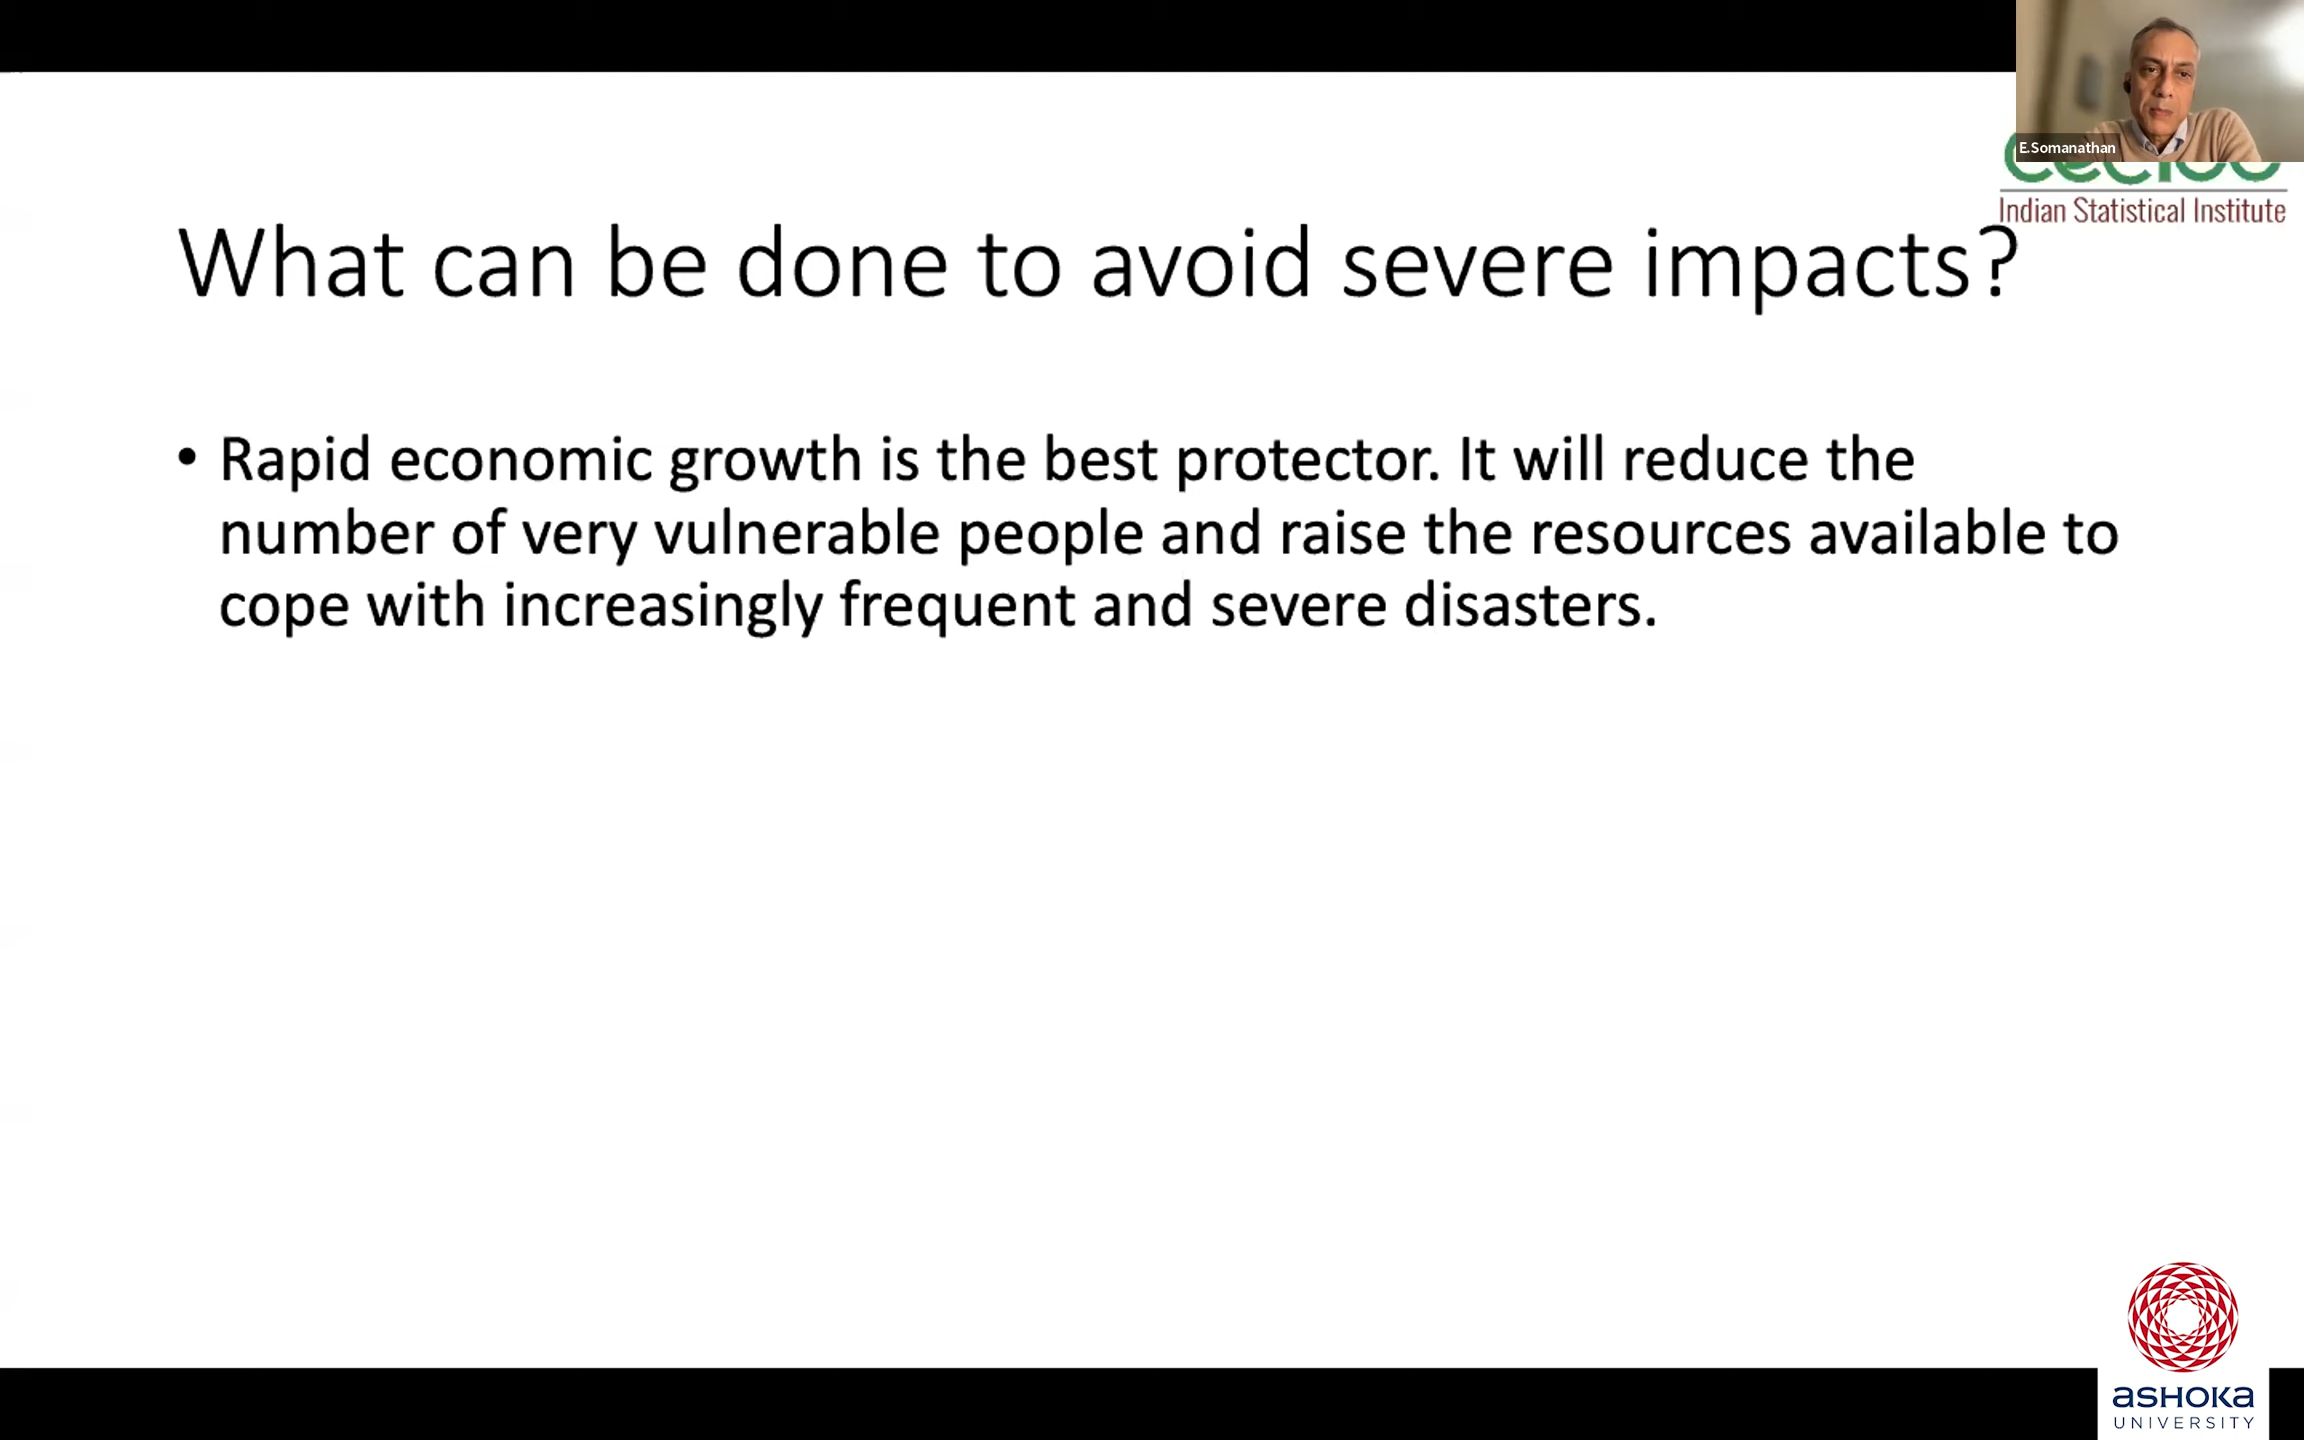 E.Somanathan
Indian Statistical Institute
What can be done to avoid severe impacts?
• Rapid economic growth is the best protector. It will reduce the
number of very vulnerable people and raise the resources available to
cope with increasingly frequent and severe disasters.
ASHOKA
UNIVERSITY